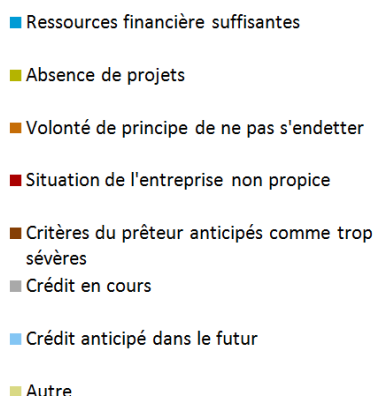 Ressources financière suffisantes
Absence de projets
Volonté de principe de ne pas s'endetter
Situation de l'entreprise non propice
Critères du prêteur anticipés comme trop
sévères
Crédit en cours
Crédit anticipé dans le futur
Autre